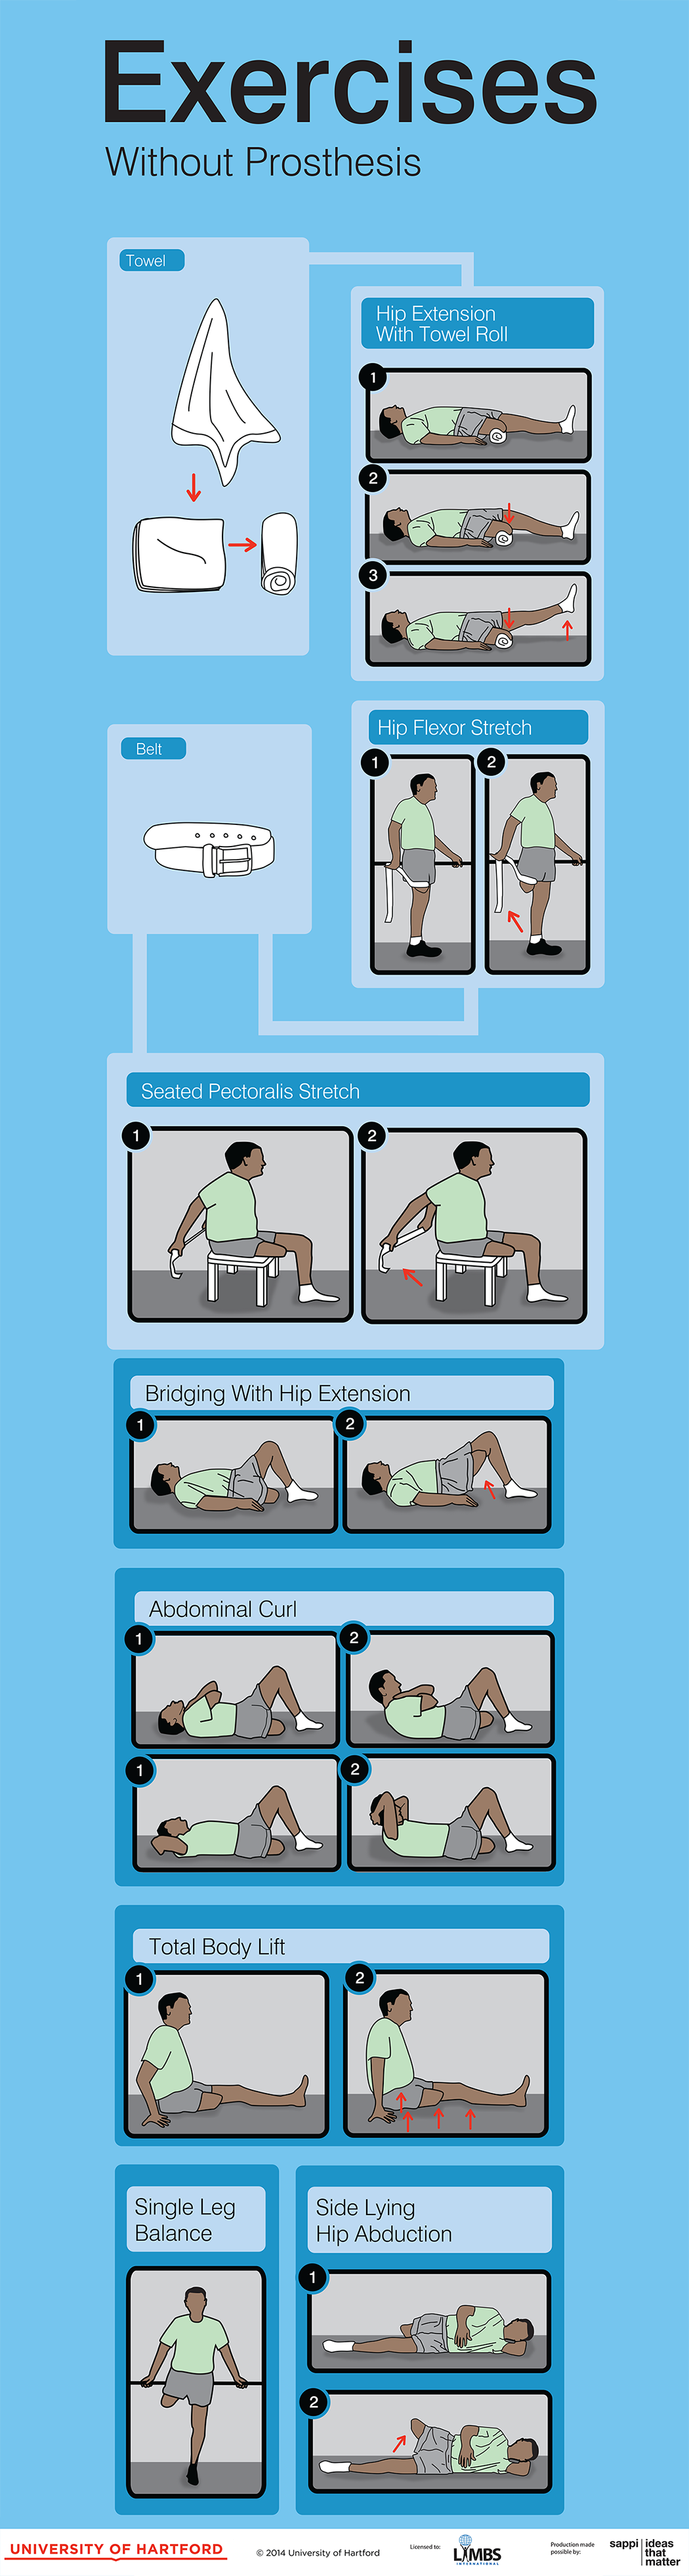 Exercises
Without Prosthesis
Towel
Hip Extension
With Towel Roll
1
2
3
Belt
Hip Flexor Stretch
1
2
Seated Pectoralis Stretch
1
2
Bridging With Hip Extension
1
2
Abdominal Curl
1
2
1
2
Total Body Lift
1
2
Single Leg
Balance
Side Lying
Hip Abduction
1
2
UNIVERSITY OF HARTFORD
© 2014 University of Hartford
Licensed to:
LIMBS
INTERNATIONAL
Production made
possible by:
sappi
ideas
that
matter